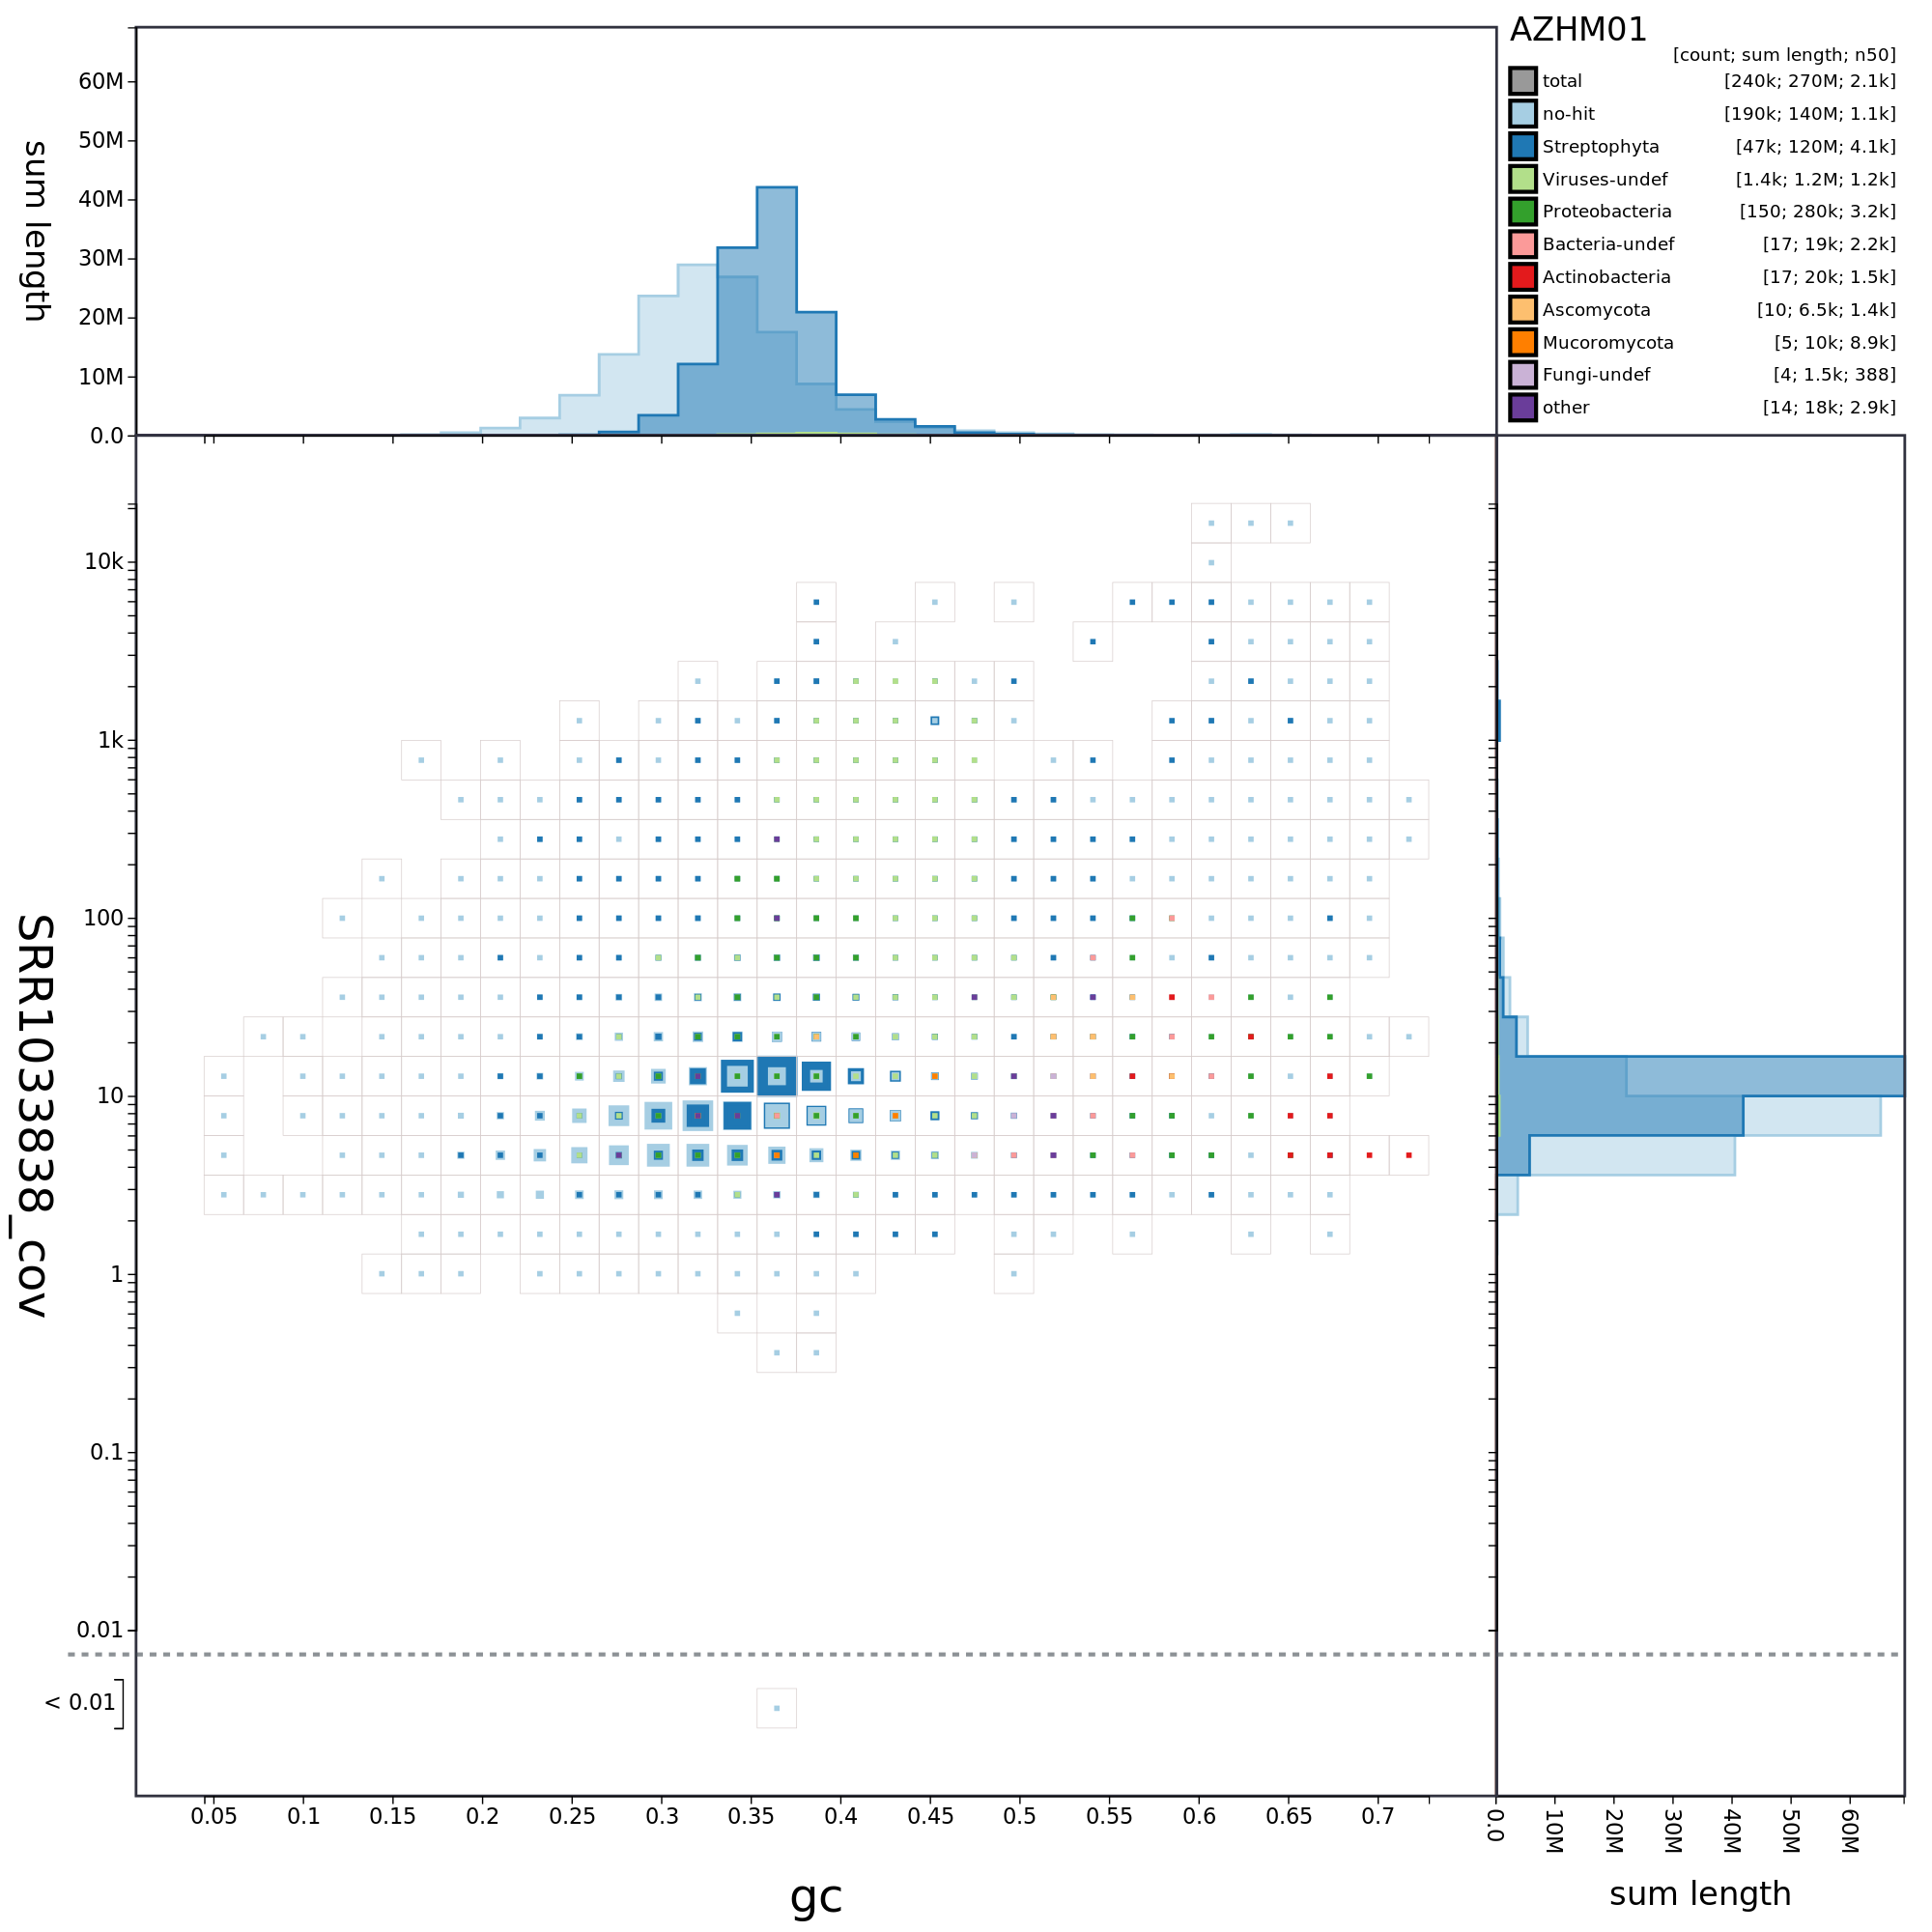 AZHM01
[count; sum length; n50]
total [240k; 270M; 2.1k]
no-hit [190k; 140M; 1.1k]
Streptophyta [47k; 120M; 4.1k]
Viruses-undef [1.4k; 1.2M; 1.2k]
Proteobacteria [150; 280k; 3.2k]
Bacteria-undef [17; 19k; 2.2k]
Actinobacteria [17; 20k; 1.5k]
Ascomycota [10; 6.5k; 1.4k]
Mucoromycota [5; 10k; 8.9k]
Fungi-undef [4; 1.5k; 388]
other [14; 18k; 2.9k]
sum length
60M
50M
40M
30M
20M
10M
0.0
SRR1033838_cov
10k
1k
100
10
1
0.1
0.01
< 0.01
0.05 0.1 0.15 0.2 0.25 0.3 0.35 0.4 0.45 0.5 0.55 0.6 0.65 0.7
gc
0.0 10M 20M 30M 40M 50M 60M
sum length